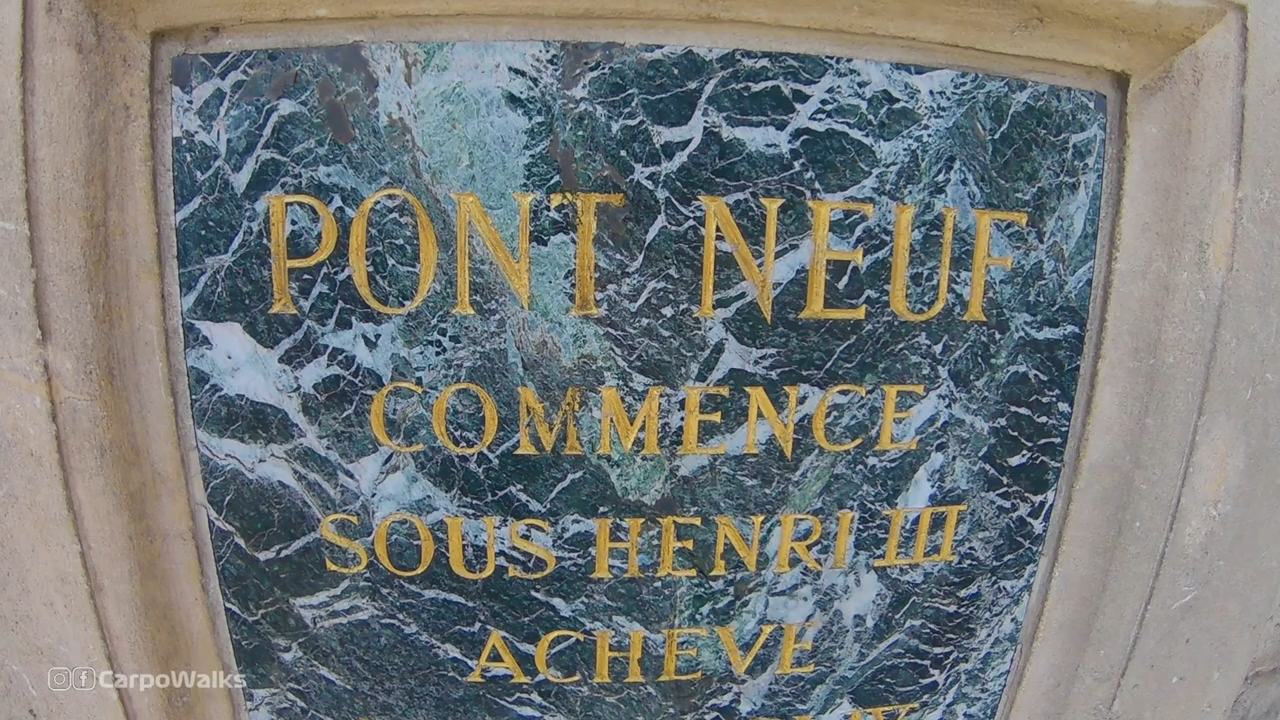 PONT NEUF
COMMENCE
SOUS HENRI III
ACHEVE
CarpoWalks